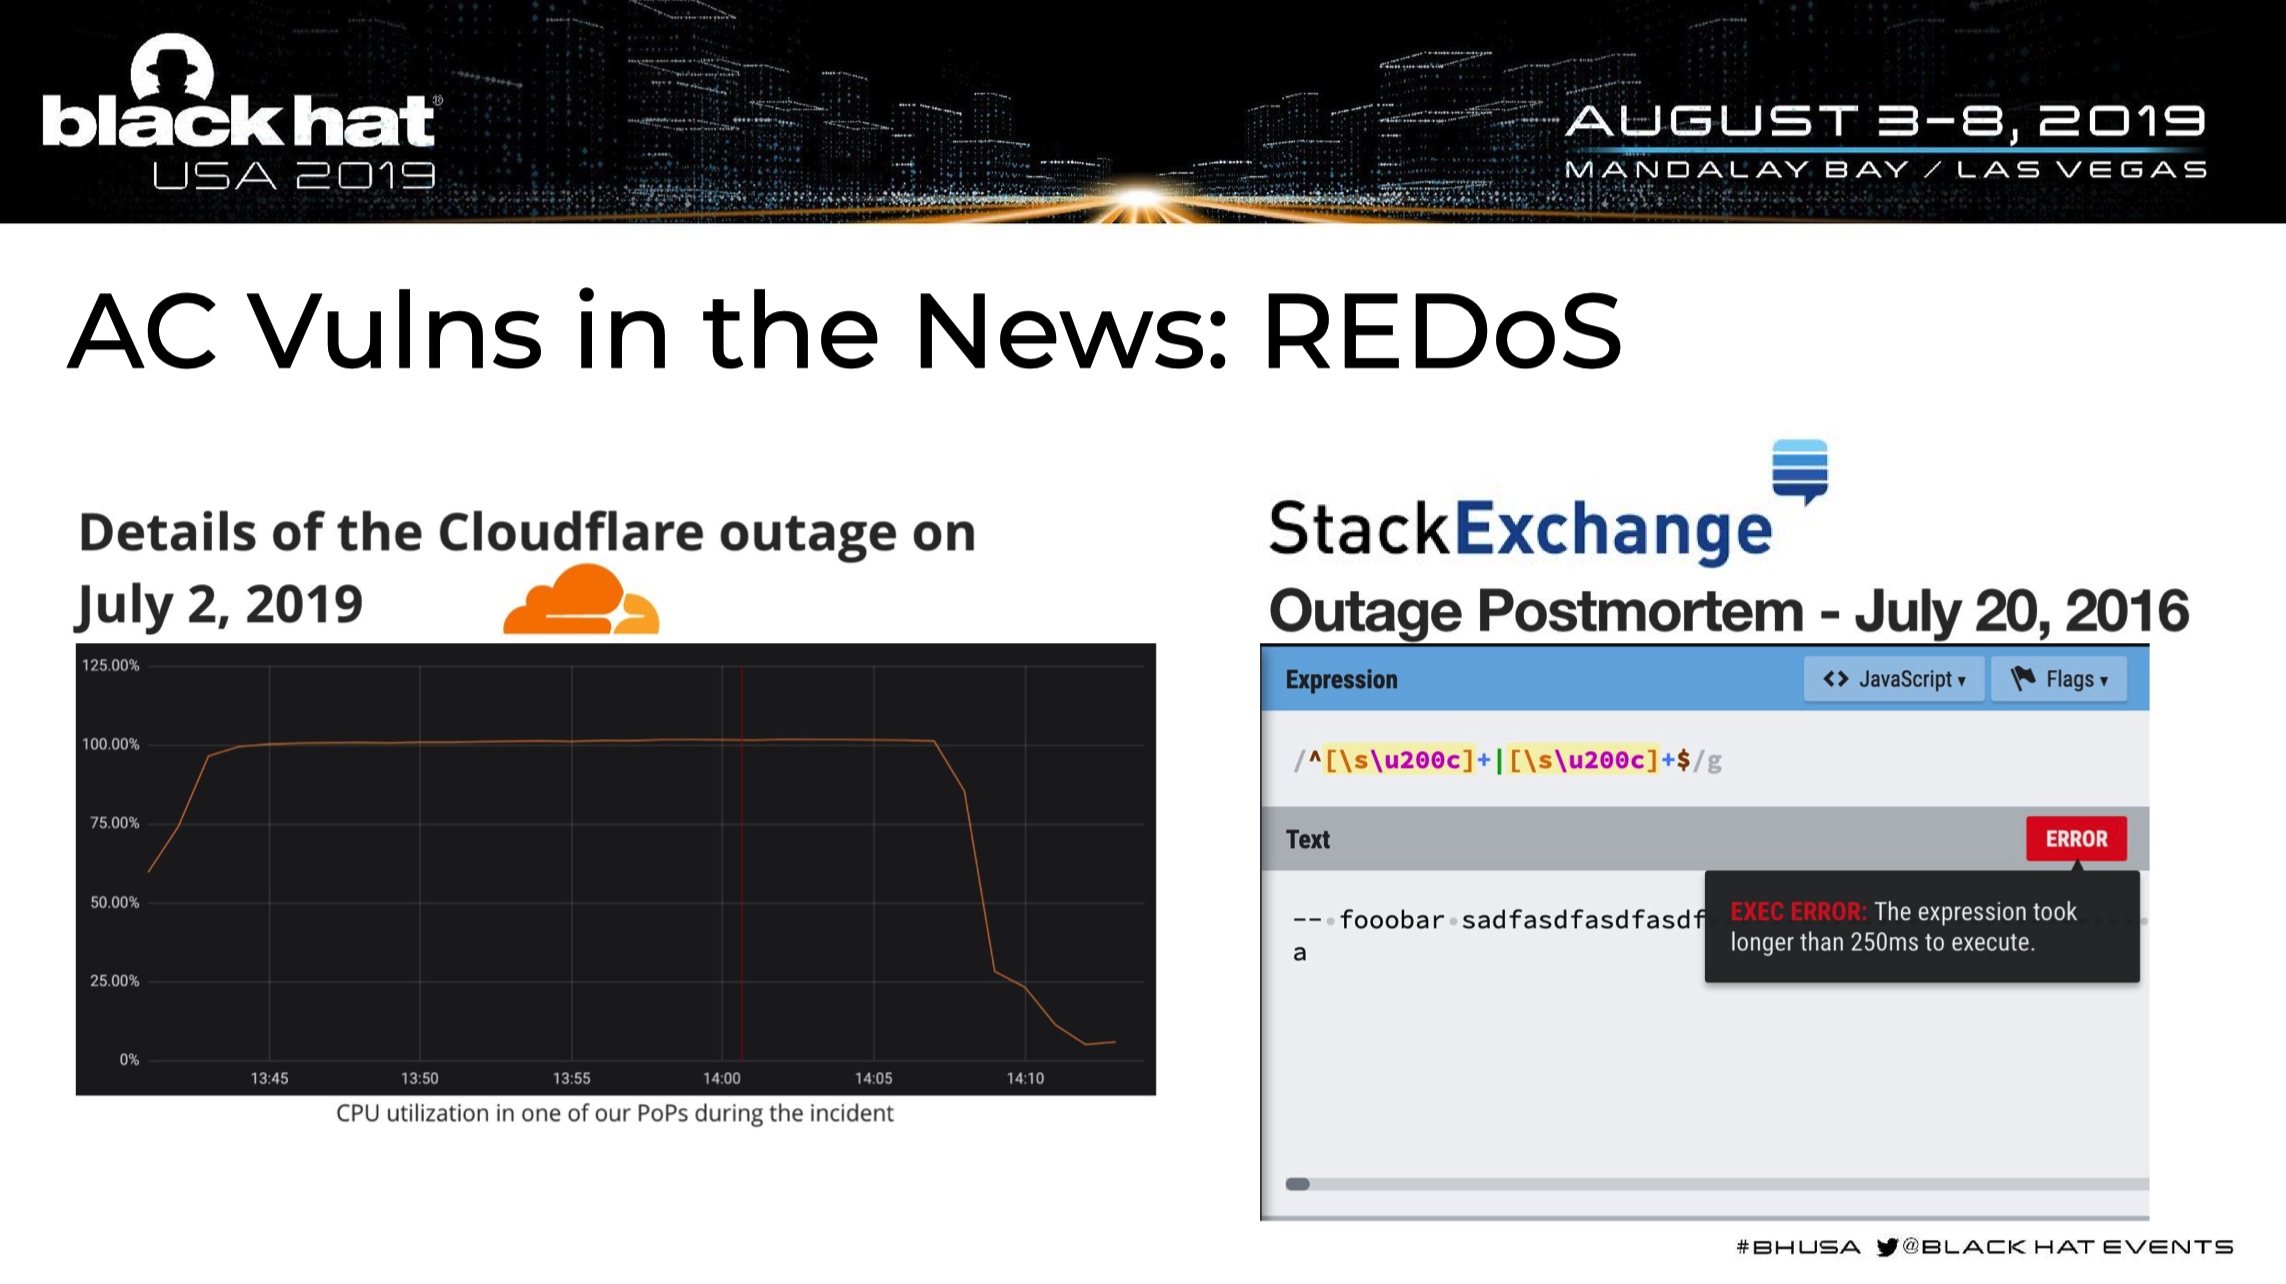 black hat®
USA 2019
AUGUST 3-8, 2019
MANDALAY BAY / LAS VEGAS
AC Vulns in the News: REDoS
Details of the Cloudflare outage on
July 2, 2019
125.00%
100.00%
75.00%
50.00%
25.00%
0%
13:45 13:50 13:55 14:00 14:05 14:10
CPU utilization in one of our PoPs during the incident
StackExchange
Outage Postmortem - July 20, 2016
Expression
<> JavaScript ▾
Flags ▾
/^[\s\u200c]+|[\s\u200c]+$/g
Text
ERROR
-- fooobar sadfasdfasdfasdf
a
EXEC ERROR: The expression took
longer than 250ms to execute.
#BHUSA @BLACK HAT EVENTS